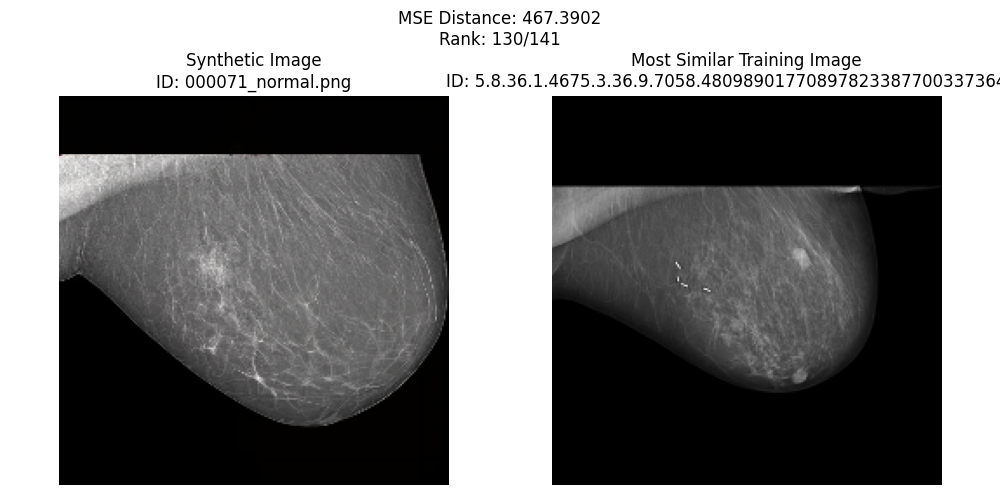 MSE Distance: 467.3902
Rank: 130/141
Synthetic Image
ID: 000071_normal.png
Most Similar Training Image
ID: 5.8.36.1.4675.3.36.9.7058.48098901770897823387700337364